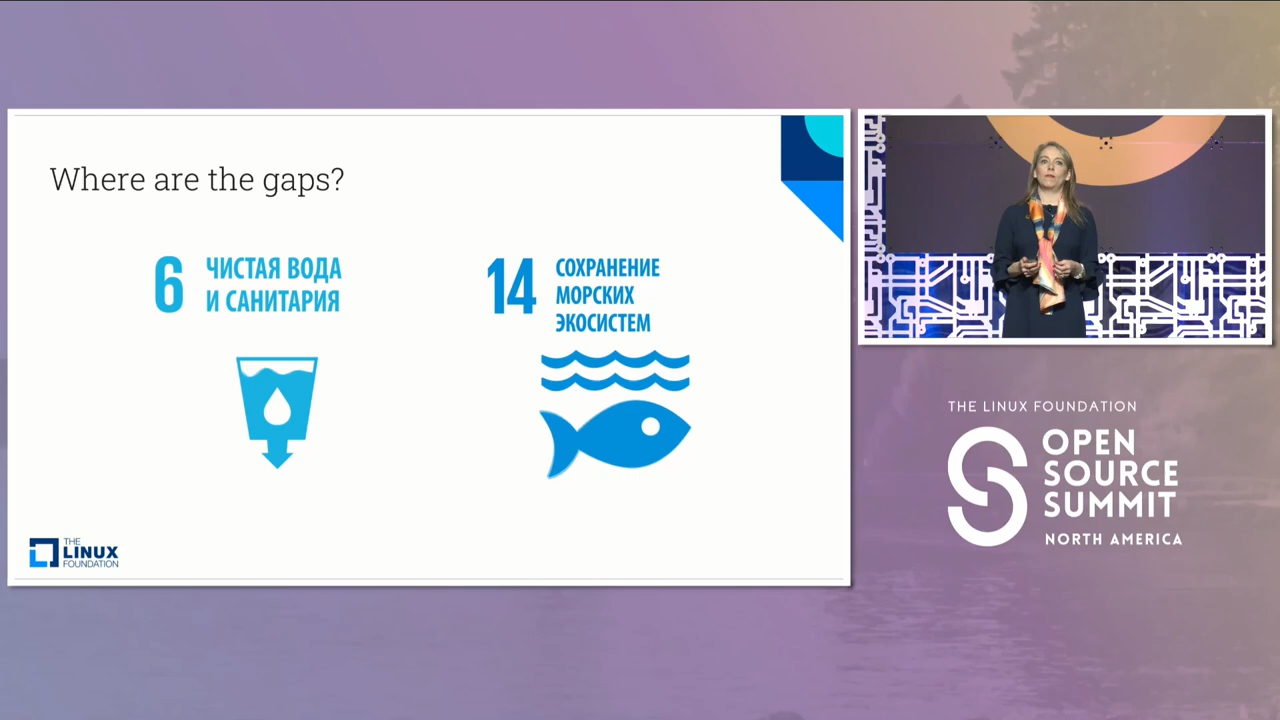 Where are the gaps?
6
ЧИСТАЯ ВОДА
И САНИТАРИЯ
14
СОХРАНЕНИЕ
МОРСКИХ
ЭКОСИСТЕМ
THE
LINUX
FOUNDATION
THE LINUX FOUNDATION
OPEN
SOURCE
SUMMIT
NORTH AMERICA